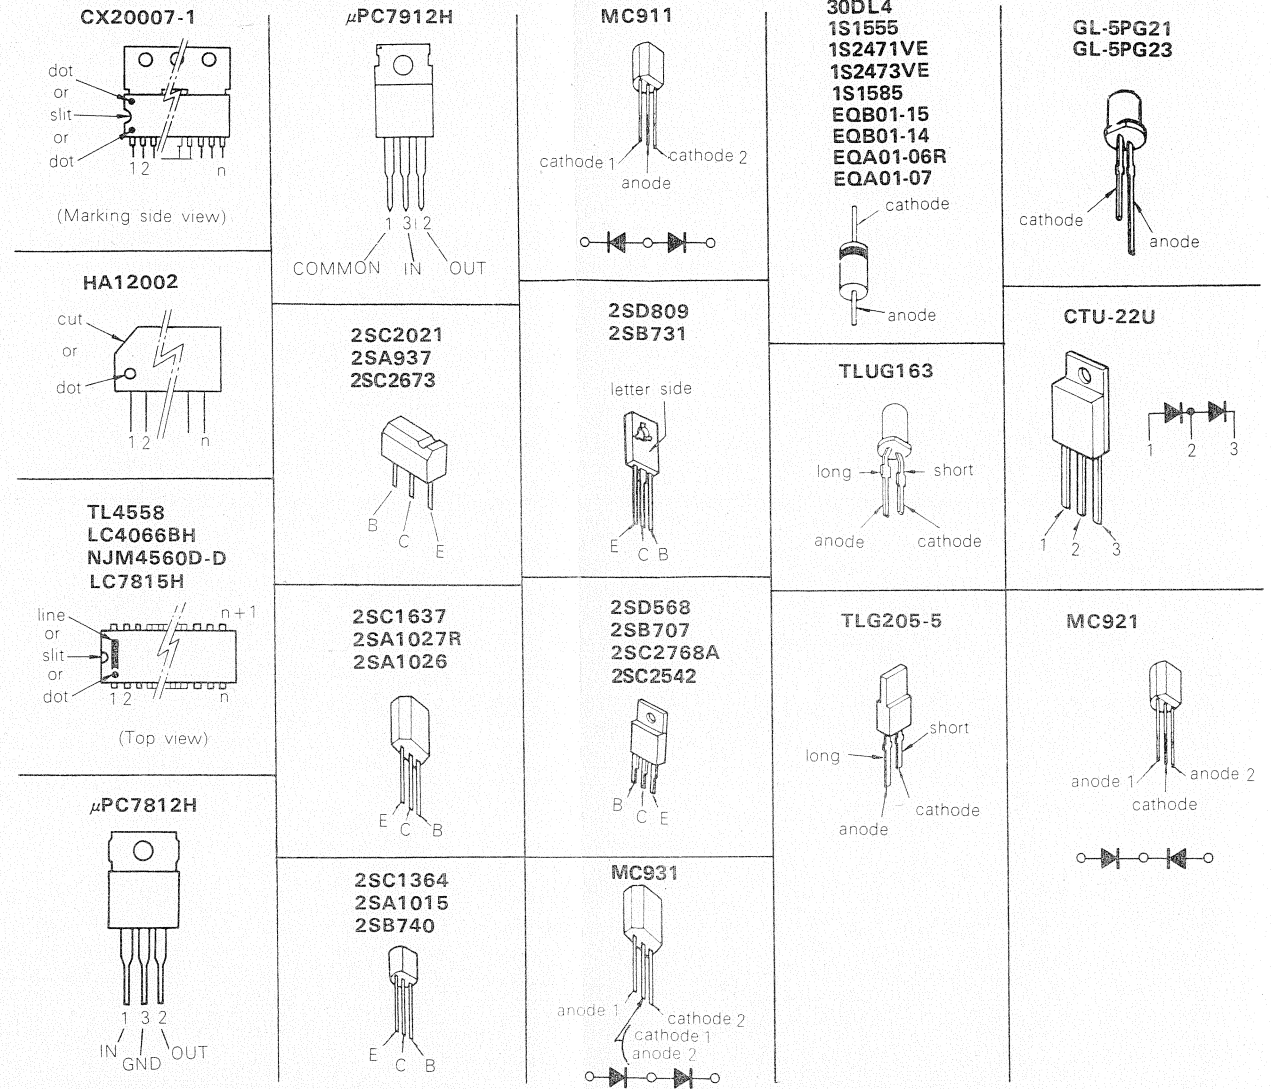 CX20007-1
dot
or
slit
or
dot
1 2 n
(Marking side view)
HA12002
cut
or
dot
1 2 n
TL4558
LC4066BH
NJM4560D-D
LC7815H
n+1
line
or
slit
or
dot
1 2 n
(Top view)
μPC7812H
1 3 2
IN GND OUT
μPC7912H
1 3 2
COMMON IN OUT
2SC2021
2SA937
2SC2673
B C E
2SC1637
2SA1027R
2SA1026
E C B
2SC1364
2SA1015
2SB740
E C B
MC911
cathode 1 cathode 2
anode
2SD809
2SB731
letter side
E C B
2SD568
2SB707
2SC2768A
2SC2542
B C E
MC931
anode 1
cathode 2
cathode 1
anode 2
30DL4
1S1555
1S2471VE
1S2473VE
1S1585
EQB01-15
EQB01-14
EQA01-06R
EQA01-07
cathode
anode
TLUG163
long short
anode cathode
TLG205-5
short
long
cathode
anode
GL-5PG21
GL-5PG23
cathode
anode
CTU-22U
1 2 3
1 2 3
MC921
anode 1 anode 2
cathode